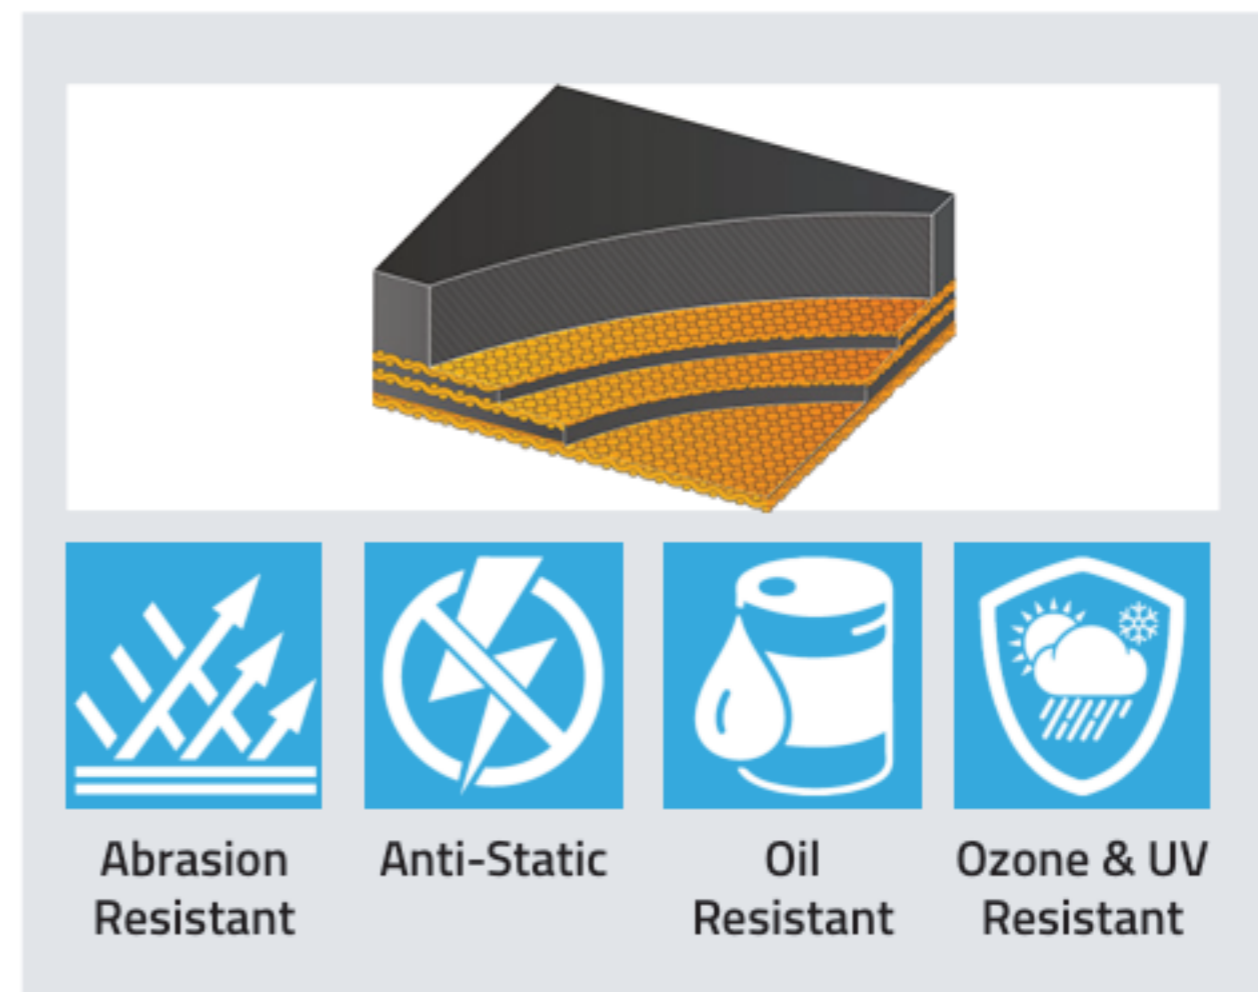 Abrasion
Resistant
Anti-Static
Oil
Resistant
Ozone & UV
Resistant